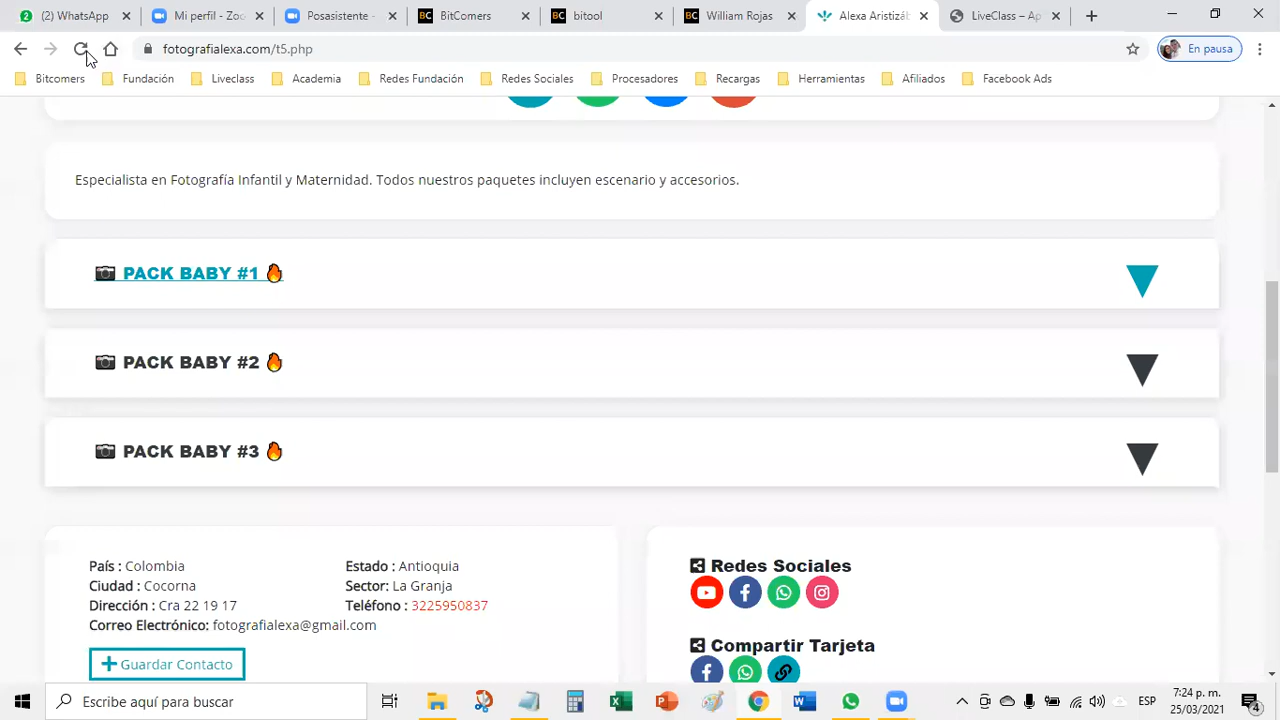 (2) WhatsApp
Mi perfil - Zoo
Posasistente -
BitComers
bitool
William Rojas
Alexa Aristizáb
LiveClass – Ap
fotografialexa.com/t5.php
En pausa
Bitcomers
Fundación
Liveclass
Academia
Redes Fundación
Redes Sociales
Procesadores
Recargas
Herramientas
Afiliados
Facebook Ads
Especialista en Fotografía Infantil y Maternidad. Todos nuestros paquetes incluyen escenario y accesorios.
📷 PACK BABY #1 🔥
📷 PACK BABY #2 🔥
📷 PACK BABY #3 🔥
País : Colombia
Estado : Antioquia
Ciudad : Cocorna
Sector: La Granja
Dirección : Cra 22 19 17
Teléfono : 3225950837
Correo Electrónico: fotografialexa@gmail.com
Guardar Contacto
Redes Sociales
Compartir Tarjeta
Escribe aquí para buscar
ESP
7:24 p. m.
25/03/2021
4